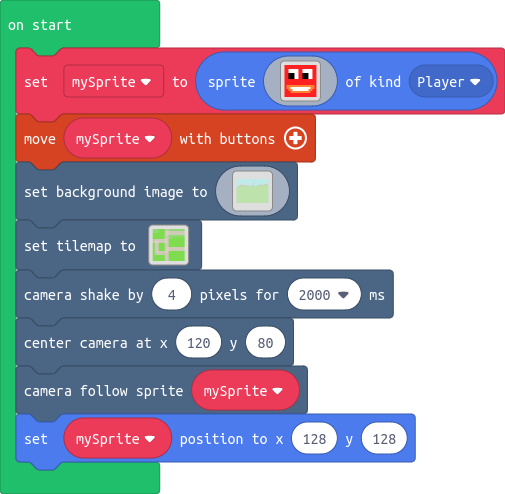 on start
set mySprite to sprite of kind Player
move mySprite with buttons
set background image to
set tilemap to
camera shake by 4 pixels for 2000 ms
center camera at x 120 y 80
camera follow sprite mySprite
set mySprite position to x 128 y 128